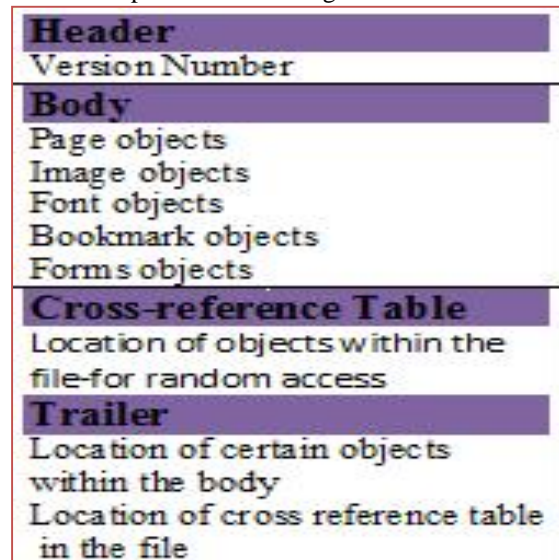 Header
Version Number
Body
Page objects
Image objects
Font objects
Bookmark objects
Forms objects
Cross-reference Table
Location of objects within the
file-for random access
Trailer
Location of certain objects
within the body
Location of cross reference table
in the file